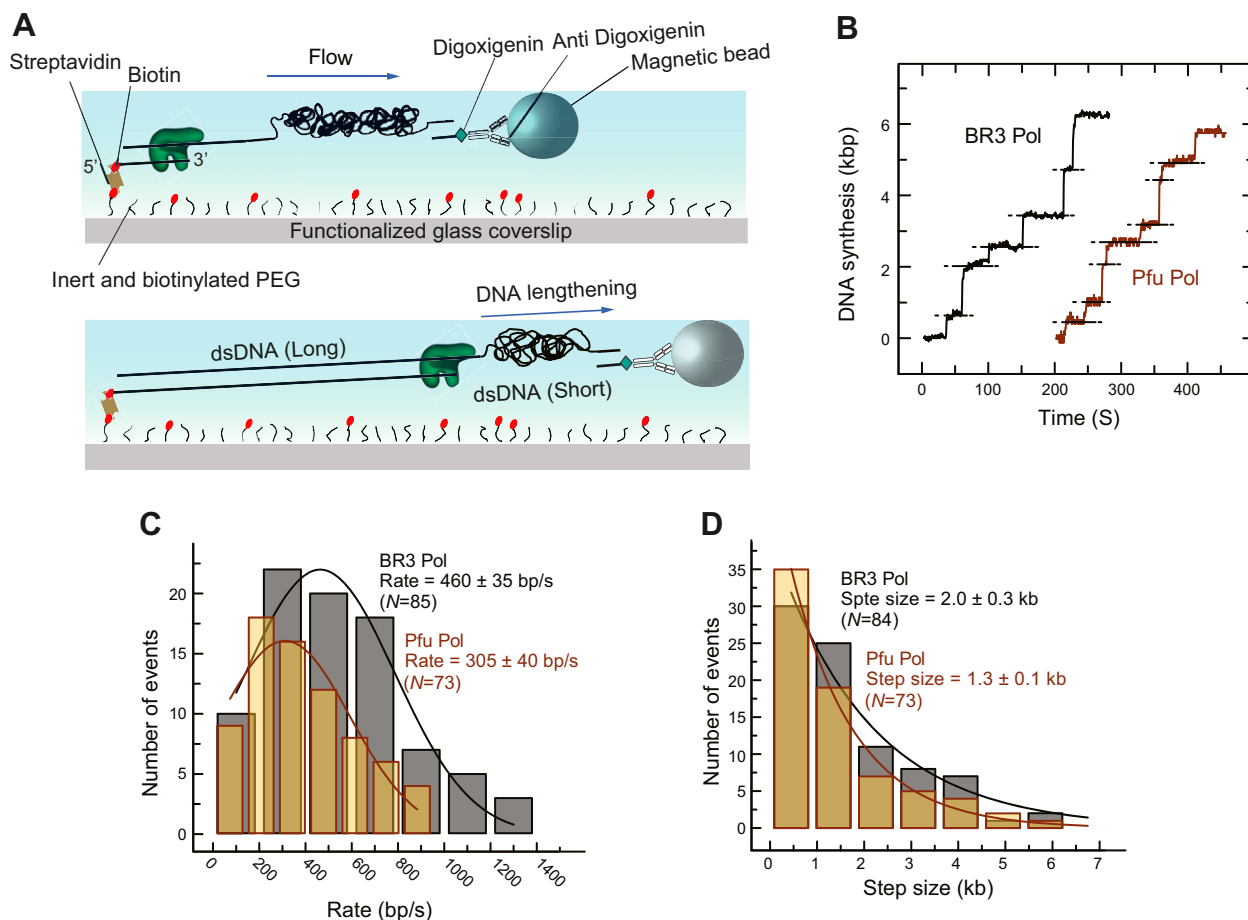 A
Flow
Digoxigenin
Anti Digoxigenin
Magnetic bead
Streptavidin
Biotin
5’
3’
Functionalized glass coverslip
Inert and biotinylated PEG
DNA lengthening
dsDNA (Long)
dsDNA (Short)
B
DNA synthesis (kbp)
6
4
2
0
BR3 Pol
Pfu Pol
0 100 200 300 400
Time (S)
C
Number of events
20
15
10
5
0
BR3 Pol
Rate = 460 ± 35 bp/s
(N=85)
Pfu Pol
Rate = 305 ± 40 bp/s
(N=73)
0 200 400 600 800 1000 1200 1400
Rate (bp/s)
D
Number of events
35
30
25
20
15
10
5
0
BR3 Pol
Spte size = 2.0 ± 0.3 kb
(N=84)
Pfu Pol
Step size = 1.3 ± 0.1 kb
(N=73)
0 1 2 3 4 5 6 7
Step size (kb)